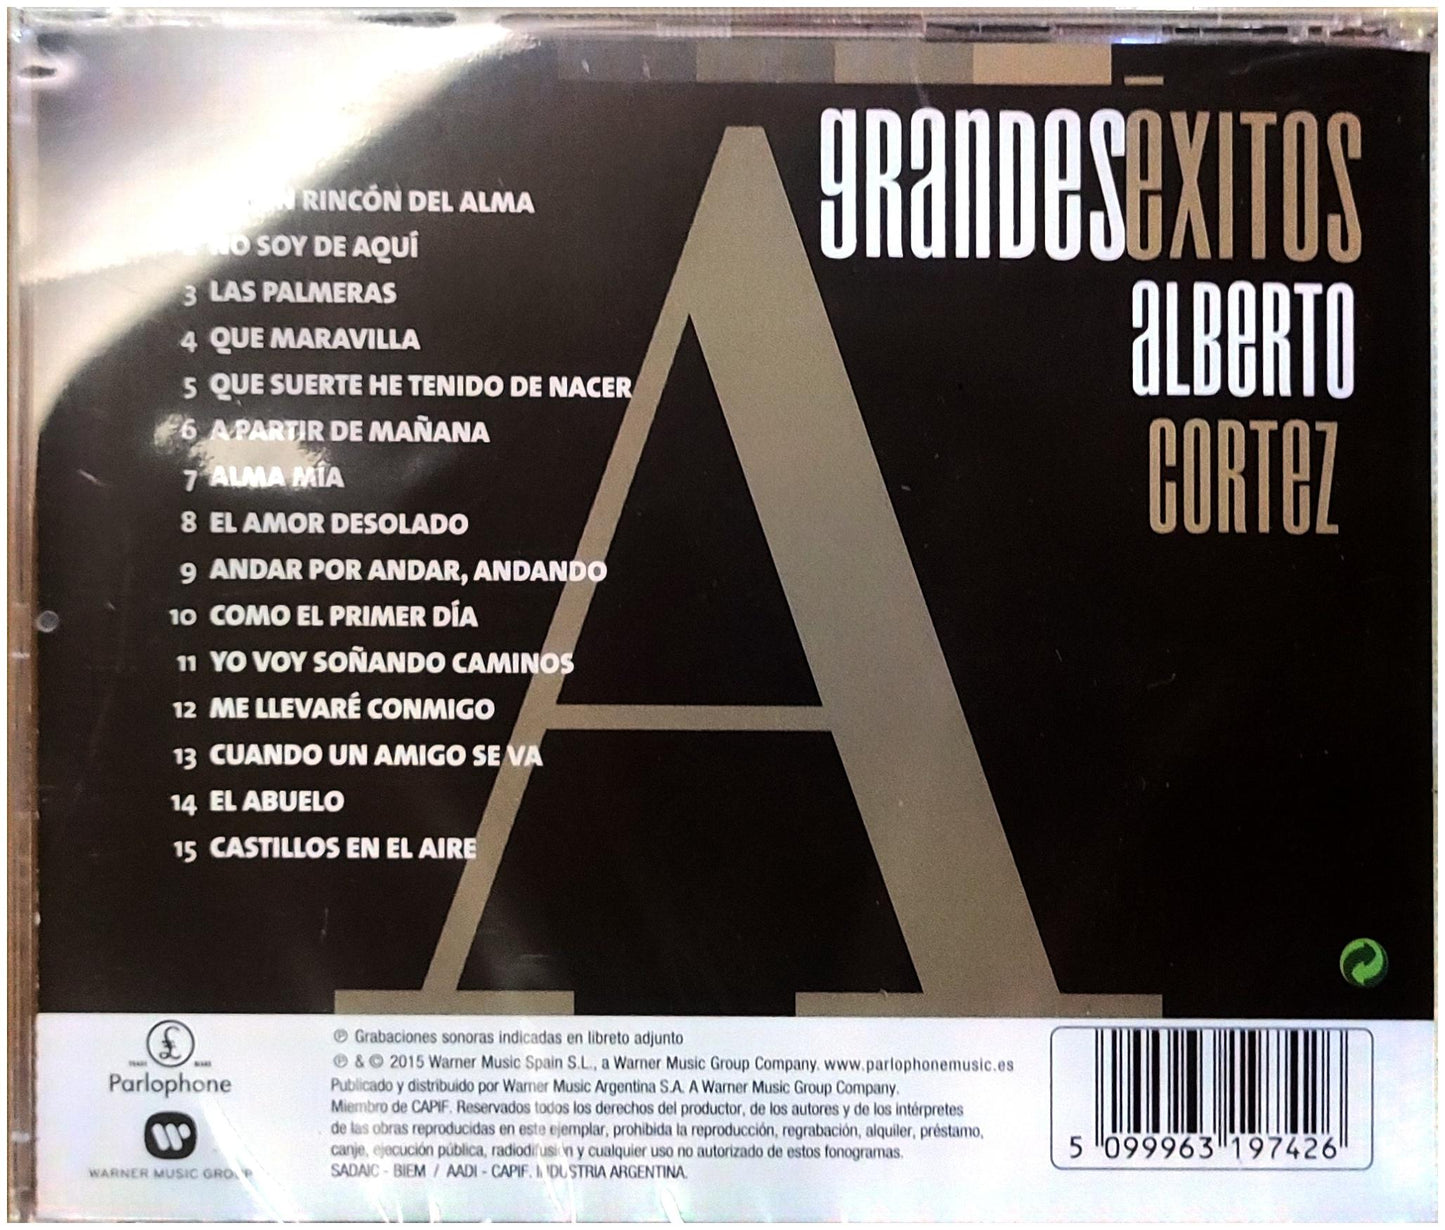 RINCÓN DEL ALMA
NO SOY DE AQUÍ
3 LAS PALMERAS
4 QUE MARAVILLA
5 QUE SUERTE HE TENIDO DE NACER
6 A PARTIR DE MAÑANA
7 ALMA MÍA
8 EL AMOR DESOLADO
9 ANDAR POR ANDAR, ANDANDO
10 COMO EL PRIMER DÍA
11 YO VOY SOÑANDO CAMINOS
12 ME LLEVARÉ CONMIGO
13 CUANDO UN AMIGO SE VA
14 EL ABUELO
15 CASTILLOS EN EL AIRE
GRANDES ÉXITOS
ALBERTO
CORTEZ
£
TRADE MARK
Parlophone
WARNER MUSIC GROUP
℗ Grabaciones sonoras indicadas en libreto adjunto
℗ & © 2015 Warner Music Spain S.L., a Warner Music Group Company. www.parlophonemusic.es
Publicado y distribuido por Warner Music Argentina S.A. A Warner Music Group Company.
Miembro de CAPIF. Reservados todos los derechos del productor, de los autores y de los intérpretes
de las obras reproducidas en este ejemplar, prohibida la reproducción, regrabación, alquiler, préstamo,
canje, ejecución pública, radiodifusión y cualquier uso no autorizado de estos fonogramas.
SADAIC - BIEM / AADI - CAPIF. INDUSTRIA ARGENTINA.
5 099963 197426